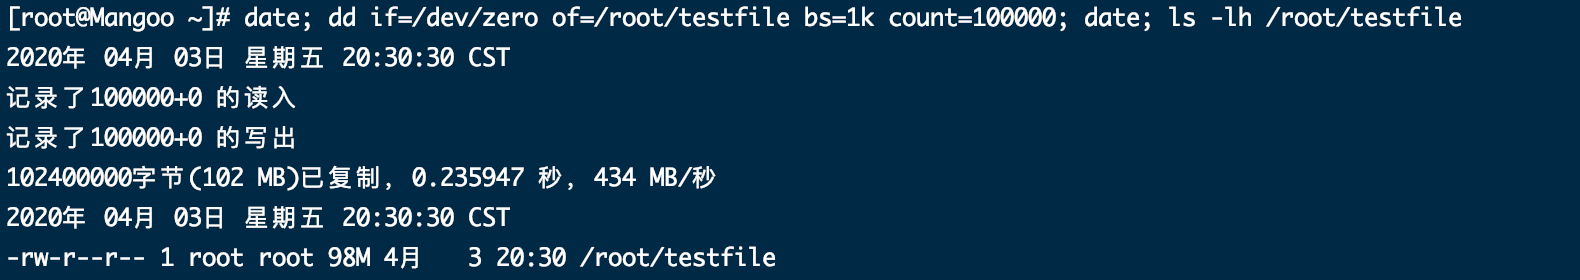 [root@Mangoo ~]# date; dd if=/dev/zero of=/root/testfile bs=1k count=100000; date; ls -lh /root/testfile
2020年 04月 03日 星期五 20:30:30 CST
记录了100000+0 的读入
记录了100000+0 的写出
102400000字节(102 MB)已复制，0.235947 秒，434 MB/秒
2020年 04月 03日 星期五 20:30:30 CST
-rw-r--r-- 1 root root 98M 4月   3 20:30 /root/testfile